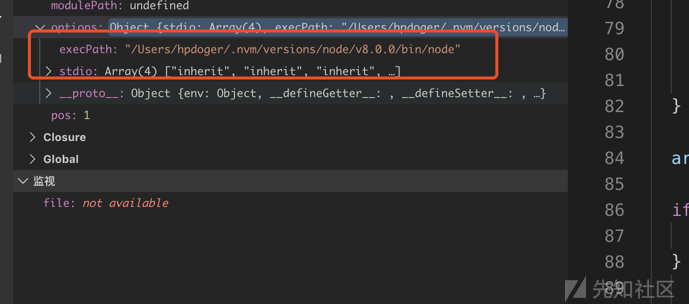 modulePath: undefined
options: Object {stdio: Array(4), execPath: "/Users/hpdoger/.nvm/versions/nod…
execPath: "/Users/hpdoger/.nvm/versions/node/v8.0.0/bin/node"
stdio: Array(4) ["inherit", "inherit", "inherit", …]
__proto__: Object {env: Object, __defineGetter__: , __defineSetter__: , …}
pos: 1
Closure
Global
监视
file: not available
78
79
80
81
82 }
83
84 ar
85
86 if
87
88 }
89
先知社区